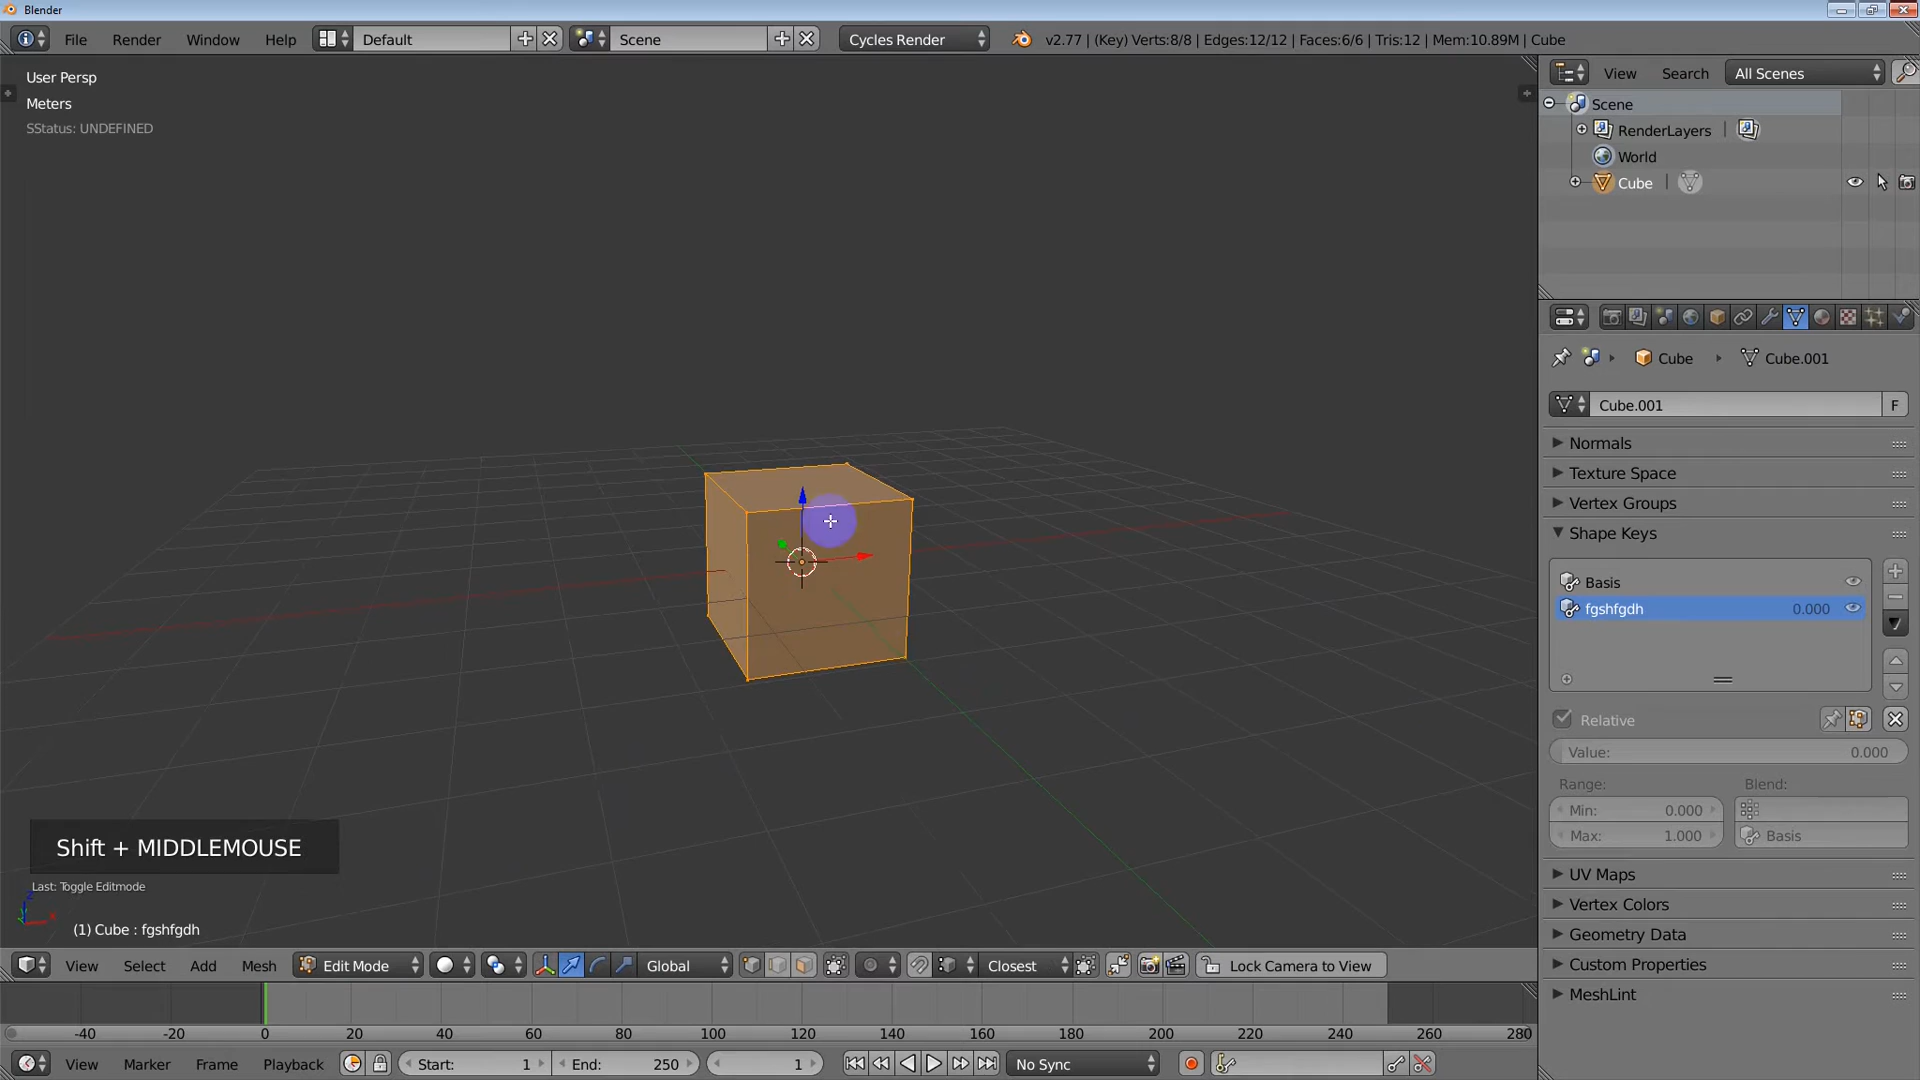 Blender
File Render Window Help Default Scene Cycles Render v2.77 | (Key) Verts:8/8 | Edges:12/12 | Faces:6/6 | Tris:12 | Mem:10.89M | Cube
User Persp
Meters
SStatus: UNDEFINED
View Search All Scenes
Scene
RenderLayers |
World
Cube |
Cube Cube.001
Cube.001 F
Normals
Texture Space
Vertex Groups
Shape Keys
Basis
fgshfgdh 0.000
Relative
Value: 0.000
Range: Blend:
Min: 0.000
Max: 1.000 Basis
UV Maps
Vertex Colors
Geometry Data
Custom Properties
MeshLint
Shift + MIDDLEMOUSE
Last: Toggle Editmode
(1) Cube : fgshfgdh
View Select Add Mesh Edit Mode Global Closest Lock Camera to View
-40 -20 0 20 40 60 80 100 120 140 160 180 200 220 240 260 280
View Marker Frame Playback Start: 1 End: 250 1 No Sync